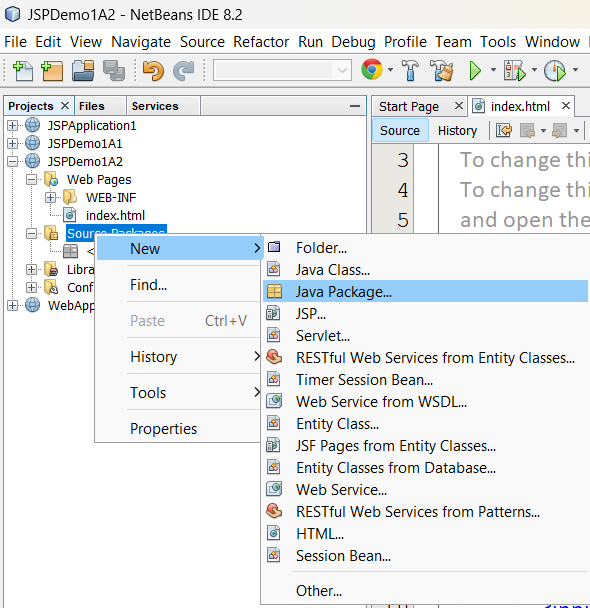 JSPDemo1A2 - NetBeans IDE 8.2
File Edit View Navigate Source Refactor Run Debug Profile Team Tools Window
Projects Files Services
Start Page index.html
Source History
JSPApplication1
JSPDemo1A1
JSPDemo1A2
Web Pages
WEB-INF
index.html
Source Packages
<
Libra
Conf
WebApp
3 To change thi
4 To change thi
5 and open the
New
Find...
Paste Ctrl+V
History
Tools
Properties
Folder...
Java Class...
Java Package...
JSP...
Servlet...
RESTful Web Services from Entity Classes...
Timer Session Bean...
Web Service from WSDL...
Entity Class...
JSF Pages from Entity Classes...
Entity Classes from Database...
Web Service...
RESTful Web Services from Patterns...
HTML...
Session Bean...
Other...